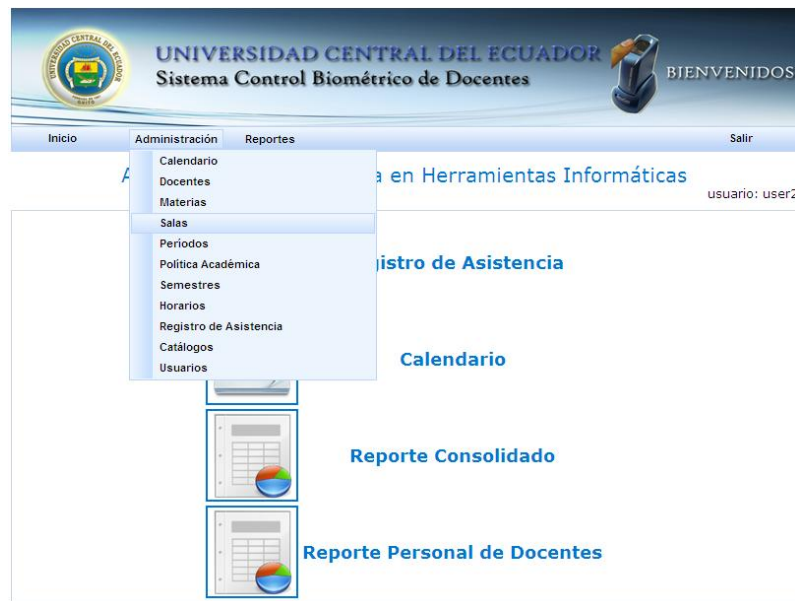 UNIVERSIDAD CENTRAL DEL ECUADOR
Sistema Control Biométrico de Docentes
BIENVENIDOS
Inicio Administración Reportes Salir
en Herramientas Informáticas
usuario: user2
Calendario
Docentes
Materias
Salas
Períodos
Política Académica
Semestres
Horarios
Registro de Asistencia
Catálogos
Usuarios
istro de Asistencia
Calendario
Reporte Consolidado
Reporte Personal de Docentes